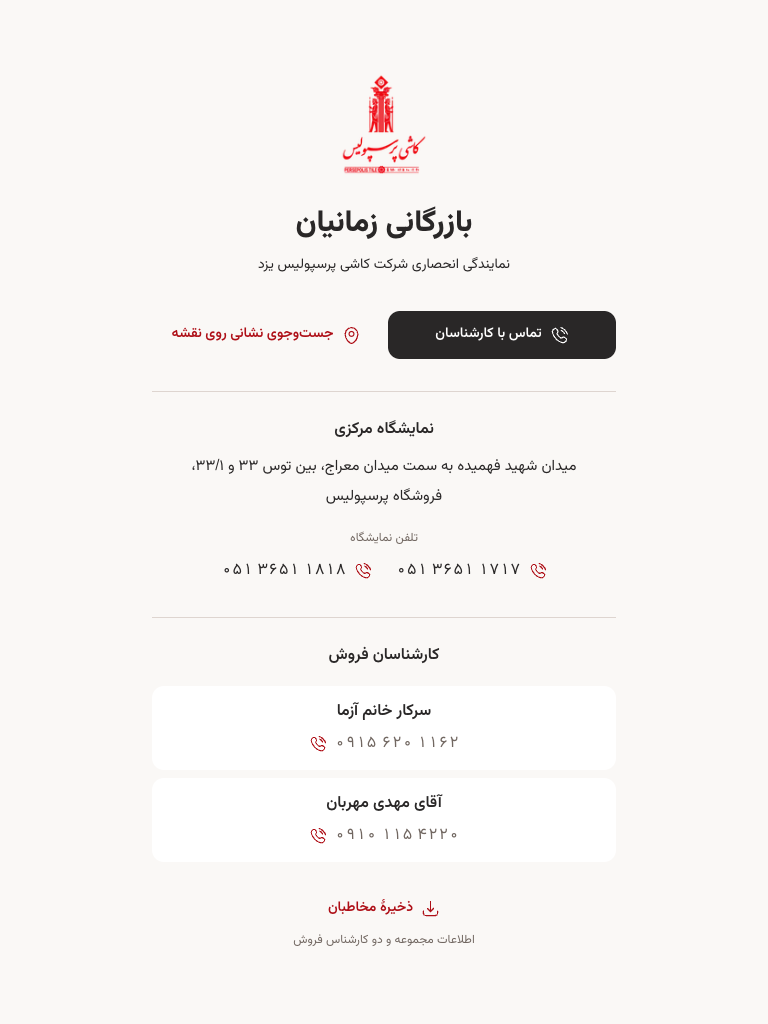 کاشی پرسپولیس
PERSEPOLIS TILE
بازرگانی زمانیان
نمایندگی انحصاری شرکت کاشی پرسپولیس یزد
تماس با کارشناسان
جست‌وجوی نشانی روی نقشه
نمایشگاه مرکزی
میدان شهید فهمیده به سمت میدان معراج، بین توس ۳۳ و ۳۳/۱،
فروشگاه پرسپولیس
تلفن نمایشگاه
۰۵۱ ۳۶۵۱ ۱۷۱۷
۰۵۱ ۳۶۵۱ ۱۸۱۸
کارشناسان فروش
سرکار خانم آزما
۰۹۱۵ ۶۲۰ ۱۱۶۲
آقای مهدی مهربان
۰۹۱۰ ۱۱۵ ۴۲۲۰
ذخیرهٔ مخاطبان
اطلاعات مجموعه و دو کارشناس فروش